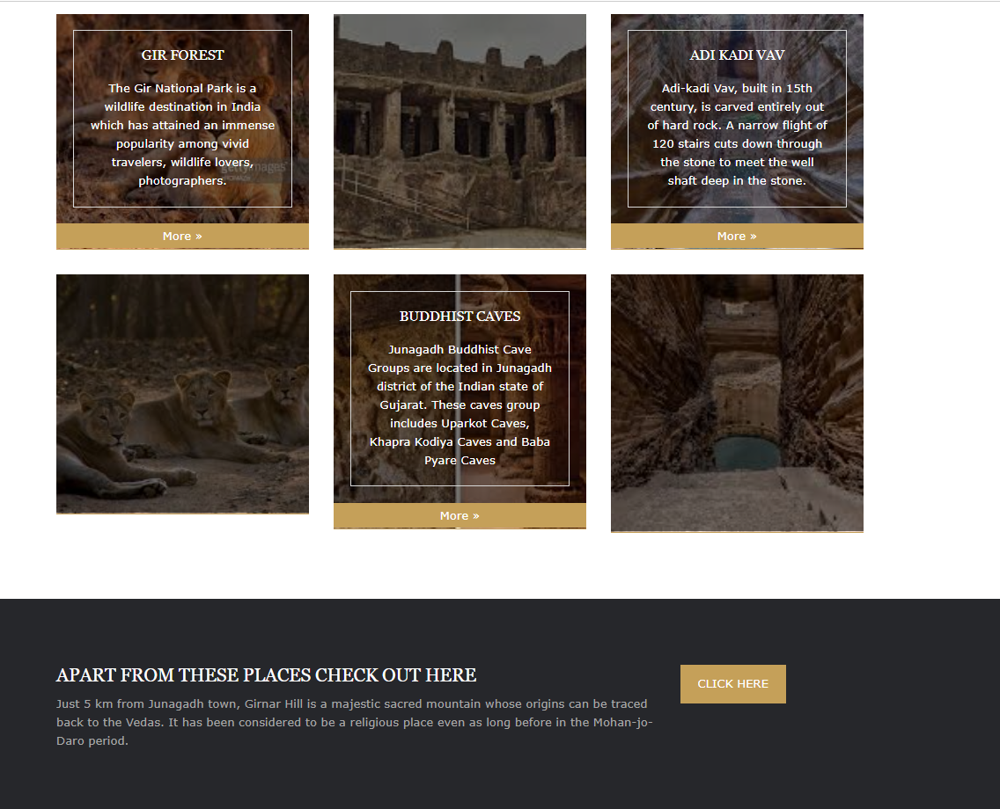 GIR FOREST
The Gir National Park is a
wildlife destination in India
which has attained an immense
popularity among vivid
travelers, wildlife lovers,
photographers.
gettyimages
More »
ADI KADI VAV
Adi-kadi Vav, built in 15th
century, is carved entirely out
of hard rock. A narrow flight of
120 stairs cuts down through
the stone to meet the well
shaft deep in the stone.
More »
BUDDHIST CAVES
Junagadh Buddhist Cave
Groups are located in Junagadh
district of the Indian state of
Gujarat. These caves group
includes Uparkot Caves,
Khapra Kodiya Caves and Baba
Pyare Caves
More »
APART FROM THESE PLACES CHECK OUT HERE
Just 5 km from Junagadh town, Girnar Hill is a majestic sacred mountain whose origins can be traced
back to the Vedas. It has been considered to be a religious place even as long before in the Mohan-jo-
Daro period.
CLICK HERE